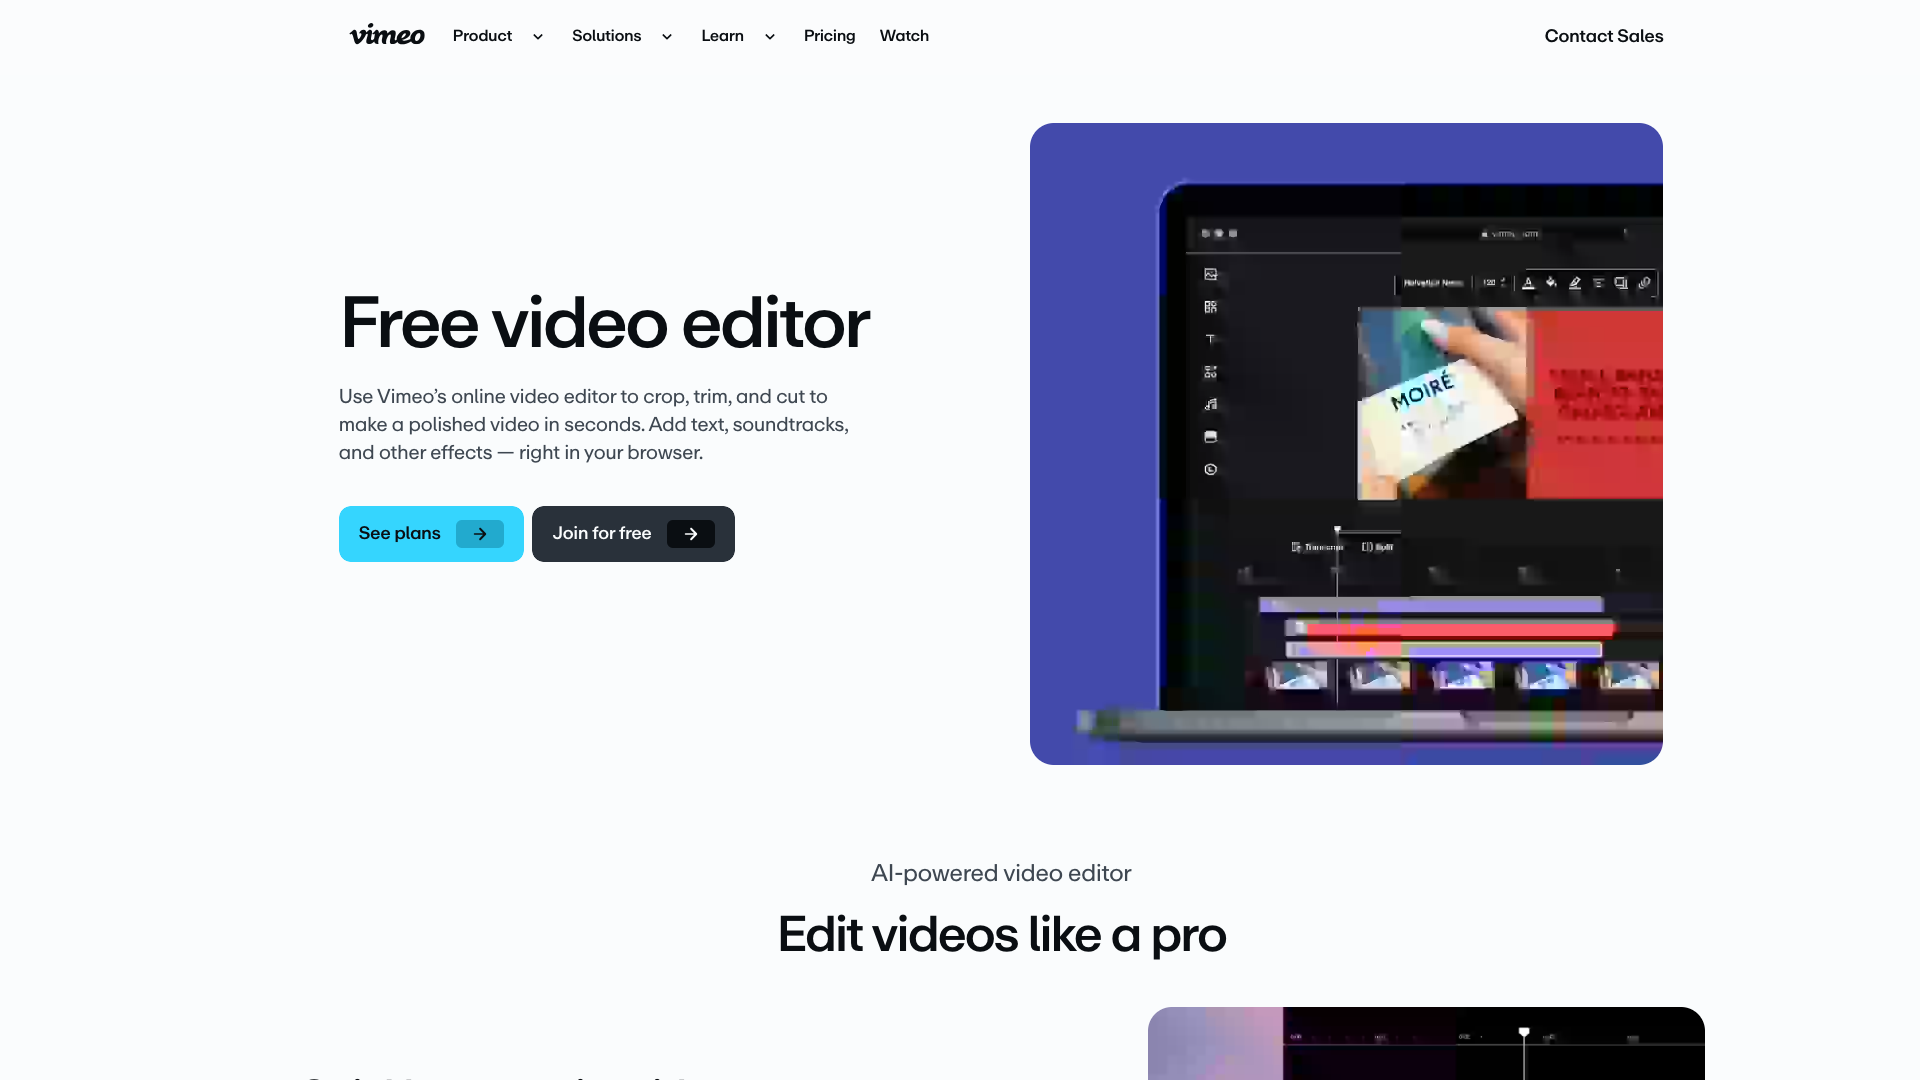 vimeo
Product
Solutions
Learn
Pricing
Watch
Contact Sales
Free video editor
Use Vimeo’s online video editor to crop, trim, and cut to
make a polished video in seconds. Add text, soundtracks,
and other effects — right in your browser.
See plans
Join for free
MOIRÉ
Transcript
Split
AI-powered video editor
Edit videos like a pro